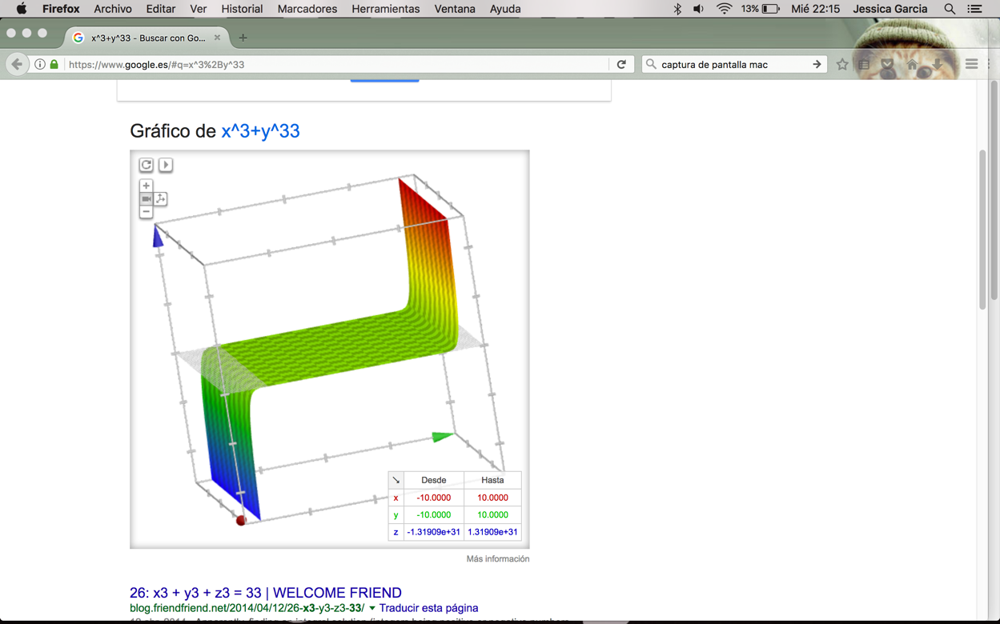 Firefox Archivo Editar Ver Historial Marcadores Herramientas Ventana Ayuda 13% Mié 22:15 Jessica Garcia
x^3+y^33 - Buscar con Go...
https://www.google.es/#q=x^3%2By^33 captura de pantalla mac
Gráfico de x^3+y^33
Desde Hasta
x -10.0000 10.0000
y -10.0000 10.0000
z -1.31909e+31 1.31909e+31
Más información
26: x3 + y3 + z3 = 33 | WELCOME FRIEND
blog.friendfriend.net/2014/04/12/26-x3-y3-z3-33/ Traducir esta página